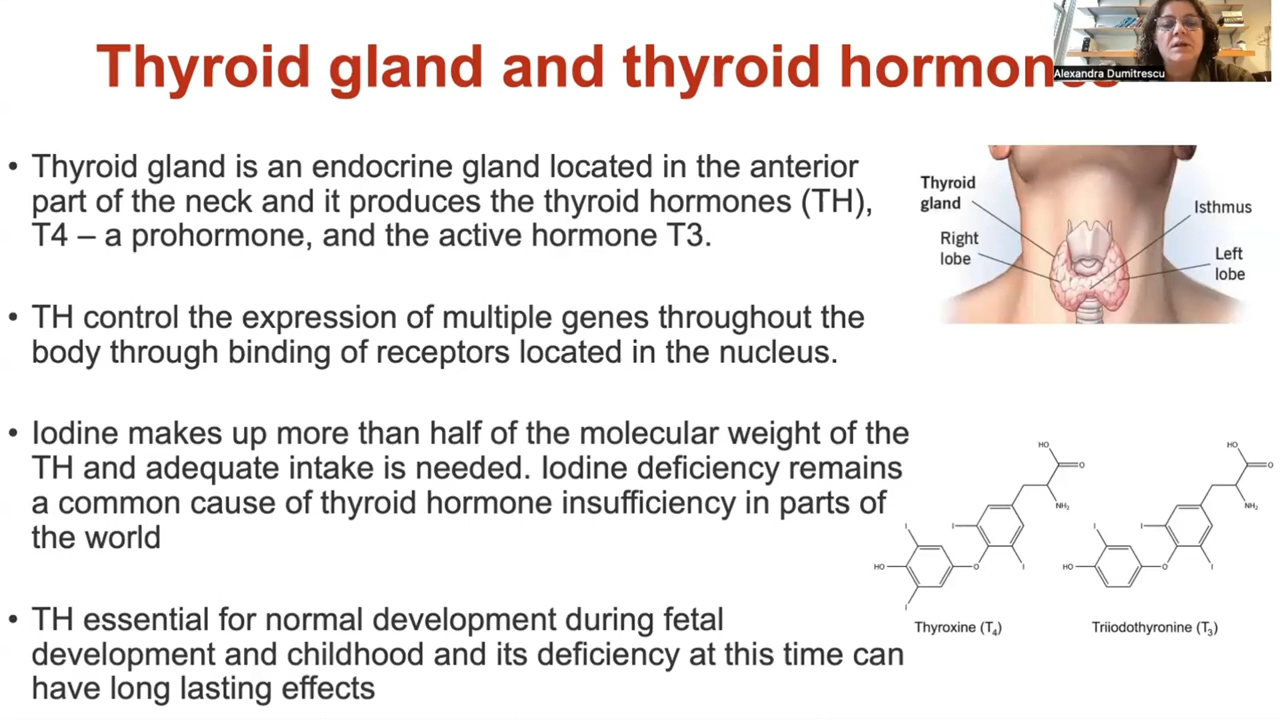 Thyroid gland and thyroid hormones
Alexandra Dumitrescu
• Thyroid gland is an endocrine gland located in the anterior
part of the neck and it produces the thyroid hormones (TH),
T4 – a prohormone, and the active hormone T3.
• TH control the expression of multiple genes throughout the
body through binding of receptors located in the nucleus.
• Iodine makes up more than half of the molecular weight of the
TH and adequate intake is needed. Iodine deficiency remains
a common cause of thyroid hormone insufficiency in parts of
the world
• TH essential for normal development during fetal
development and childhood and its deficiency at this time can
have long lasting effects
Thyroid
gland
Isthmus
Right
lobe
Left
lobe
HO
O
NH₂
I
I
I
I
HO
O
Thyroxine (T₄)
HO
O
NH₂
I
I
I
HO
O
Triiodothyronine (T₃)